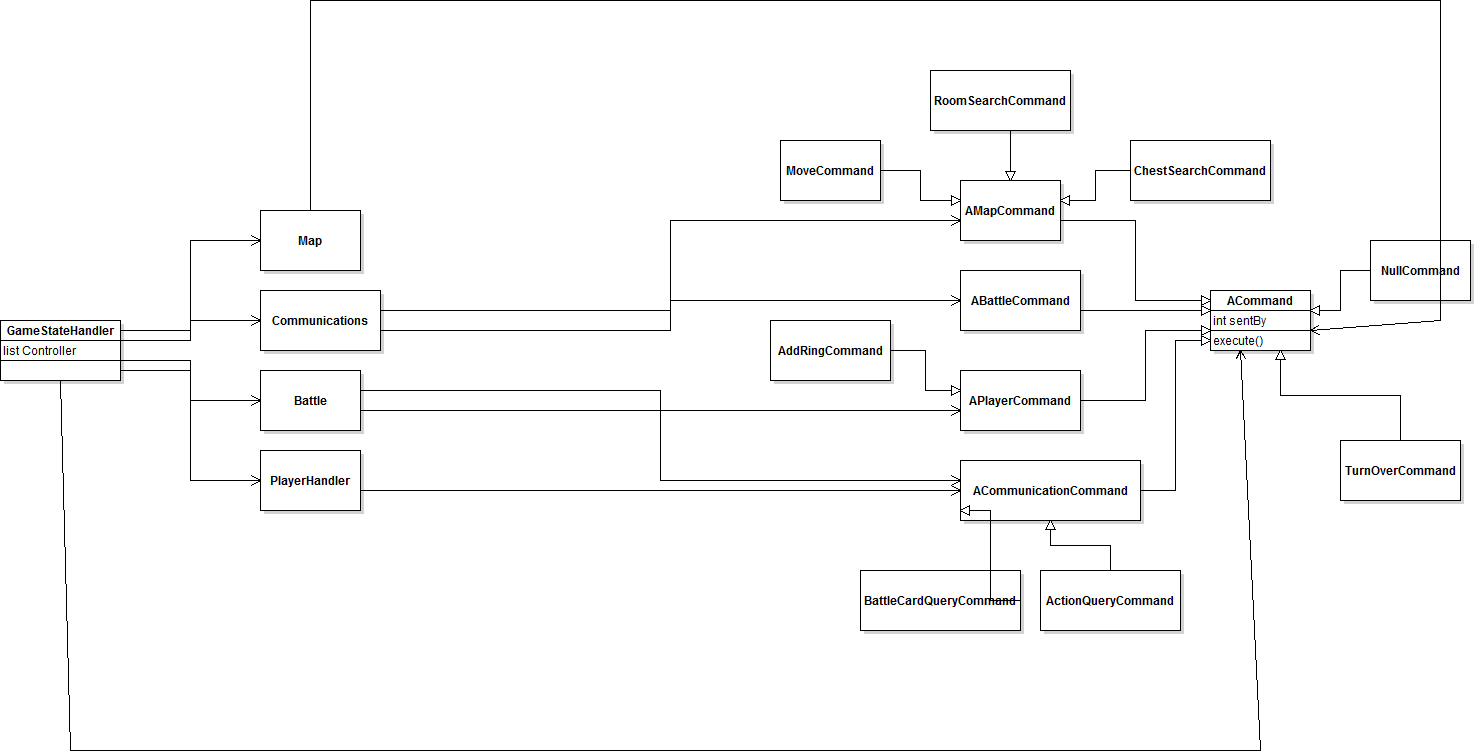 RoomSearchCommand
MoveCommand
ChestSearchCommand
AMapCommand
Map
NullCommand
Communications
ABattleCommand
ACommand
int sentBy
execute()
GameStateHandler
list Controller
AddRingCommand
Battle
APlayerCommand
PlayerHandler
ACommunicationCommand
TurnOverCommand
BattleCardQueryCommand
ActionQueryCommand